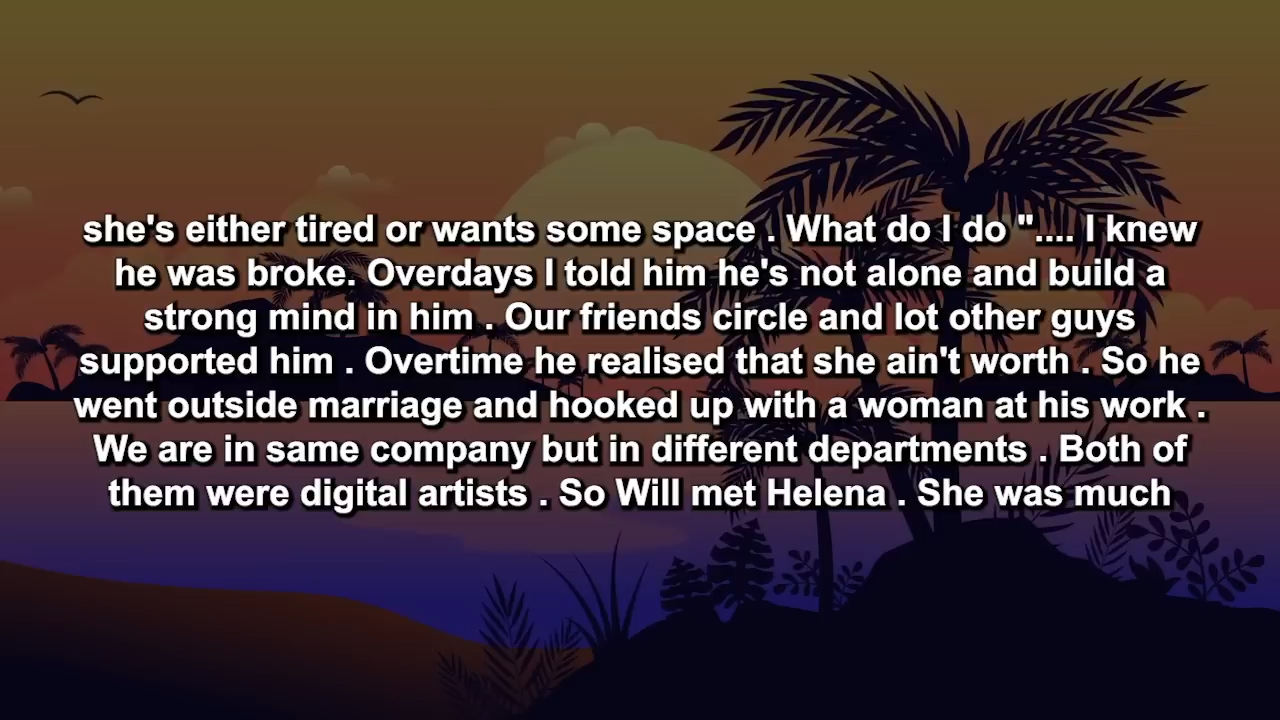 she's either tired or wants some space . What do I do ".... I knew
he was broke. Overdays I told him he's not alone and build a
strong mind in him . Our friends circle and lot other guys
supported him . Overtime he realised that she ain't worth . So he
went outside marriage and hooked up with a woman at his work .
We are in same company but in different departments . Both of
them were digital artists . So Will met Helena . She was much